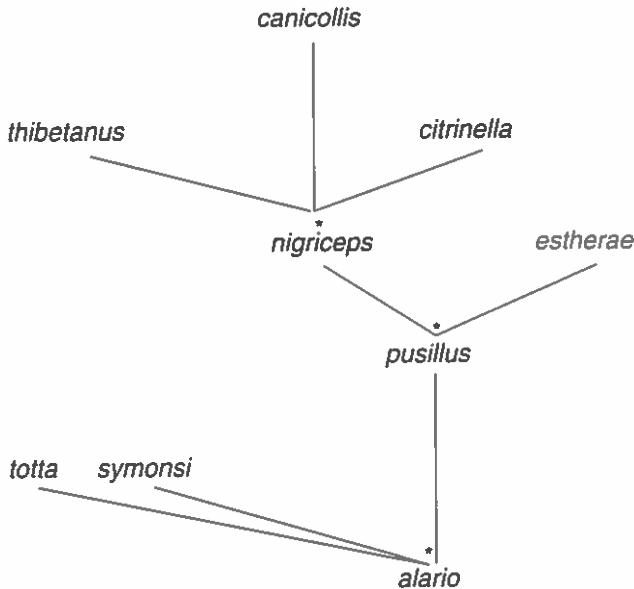 canicollis
thibetanus
citrinella
*
nigriceps
estherae
*
pusillus
totta symonsi
*
alario